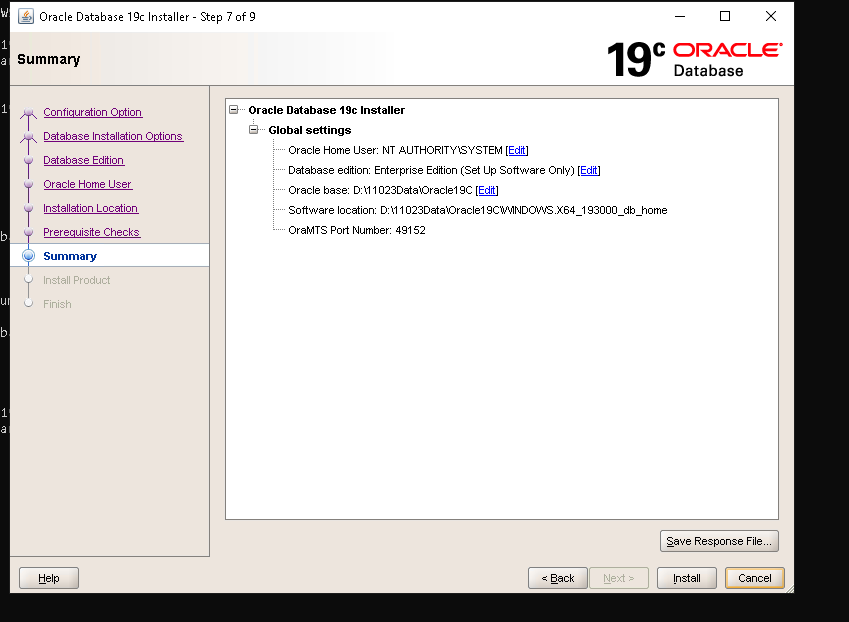 Oracle Database 19c Installer - Step 7 of 9
Summary
19c ORACLE
Database
Configuration Option
Database Installation Options
Database Edition
Oracle Home User
Installation Location
Prerequisite Checks
Summary
Install Product
Finish
Oracle Database 19c Installer
Global settings
Oracle Home User: NT AUTHORITY\SYSTEM [Edit]
Database edition: Enterprise Edition (Set Up Software Only) [Edit]
Oracle base: D:\11023Data\Oracle19C [Edit]
Software location: D:\11023Data\Oracle19C\WINDOWS.X64_193000_db_home
OraMTS Port Number: 49152
Save Response File...
Help
< Back
Next >
Install
Cancel